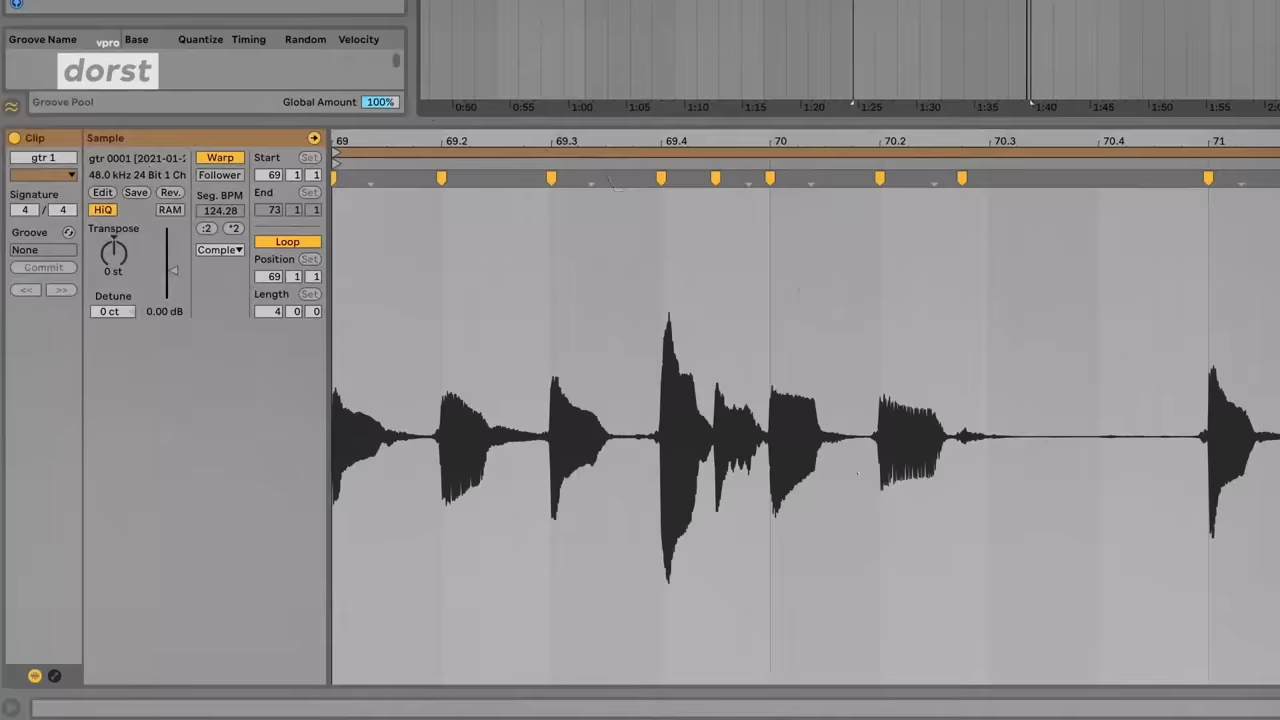 Groove Name Base Quantize Timing Random Velocity
vpro
dorst
Groove Pool Global Amount 100%
0:50 0:55 1:00 1:05 1:10 1:15 1:20 1:25 1:30 1:35 1:40 1:45 1:50 1:55
Clip Sample
69 69.2 69.3 69.4 70 70.2 70.3 70.4 71
gtr 1 gtr 0001 [2021-01- Warp Start Set
48.0 kHz 24 Bit 1 Ch Follower 69 1 1
Signature Edit Save Rev. Seg. BPM End Set
4 / 4 HiQ RAM 124.28 73 1 1
Groove Transpose :2 *2
None Comple Loop
Commit 0 st Position Set
<< >> 69 1 1
Detune Length Set
0 ct 0.00 dB 4 0 0